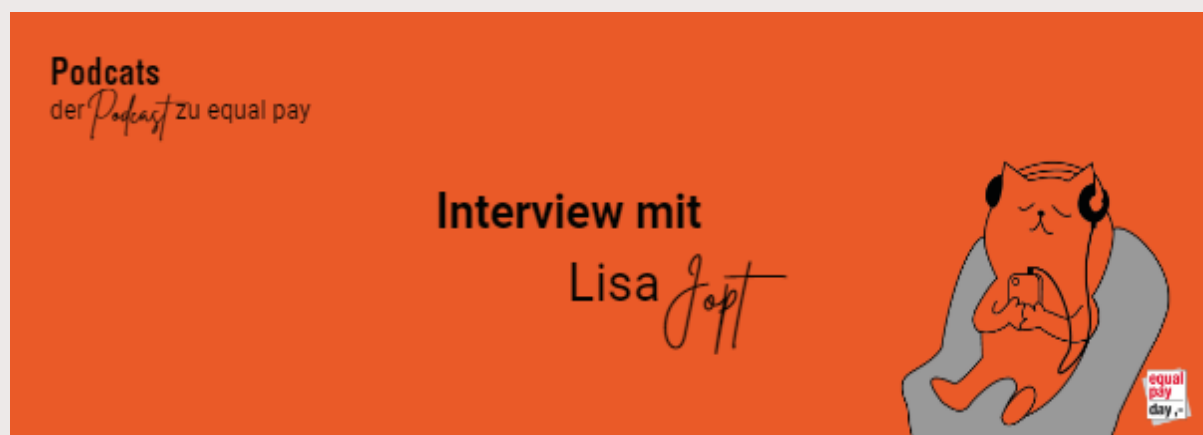 Podcats
der Podcast zu equal pay
Interview mit
Lisa Jopt
equal
pay
day ,-